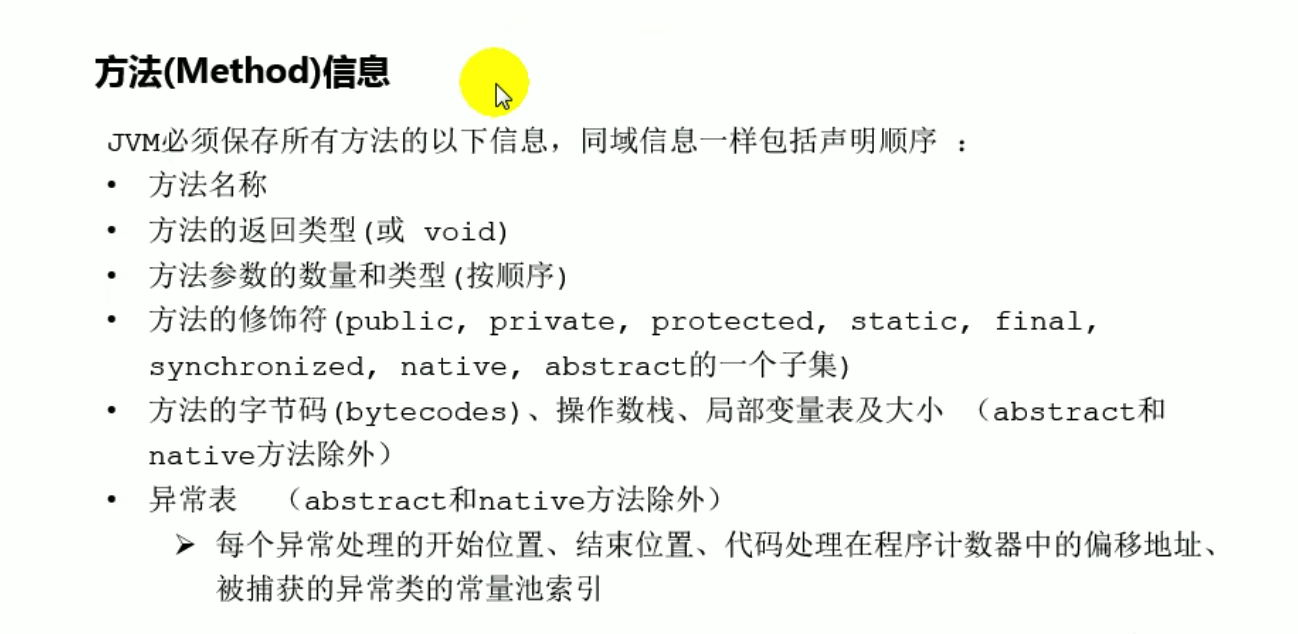 方法(Method)信息
JVM必须保存所有方法的以下信息，同域信息一样包括声明顺序 ：
• 方法名称
• 方法的返回类型(或 void)
• 方法参数的数量和类型(按顺序)
• 方法的修饰符(public, private, protected, static, final,
synchronized, native, abstract的一个子集)
• 方法的字节码(bytecodes)、操作数栈、局部变量表及大小 （abstract和
native方法除外）
• 异常表 （abstract和native方法除外）
➢ 每个异常处理的开始位置、结束位置、代码处理在程序计数器中的偏移地址、
被捕获的异常类的常量池索引